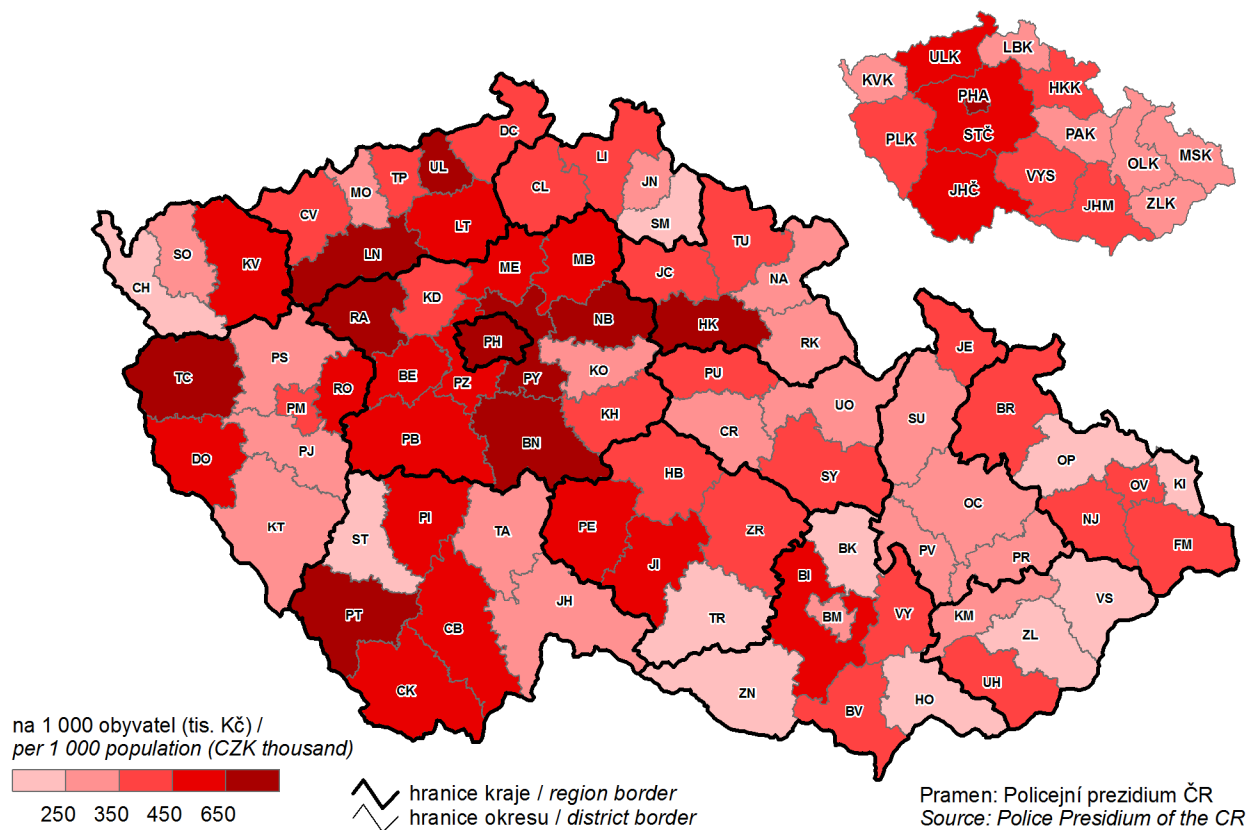 LBK
ULK
KVK
PHA
HKK
PLK
STČ
PAK
OLK
MSK
VYS
JHČ
JHM
ZLK
DC
UL
TP
MO
CV
LI
JN
CL
SM
LT
SO
KV
CH
LN
TU
NA
ME
MB
JC
RA
KD
NB
HK
PH
RK
JE
TC
PS
RO
BE
PZ
PY
KO
PU
PM
KH
UO
SU
BR
CR
PB
BN
PJ
DO
OP
HB
SY
OV
KI
OC
NJ
FM
KT
PI
TA
PE
ZR
ST
BK
PV
PR
JI
BI
VS
PT
JH
TR
BM
VY
KM
CB
ZL
CK
ZN
BV
HO
UH
na 1 000 obyvatel (tis. Kč) /
per 1 000 population (CZK thousand)
250 350 450 650
hranice kraje / region border
hranice okresu / district border
Pramen: Policejní prezidium ČR
Source: Police Presidium of the CR